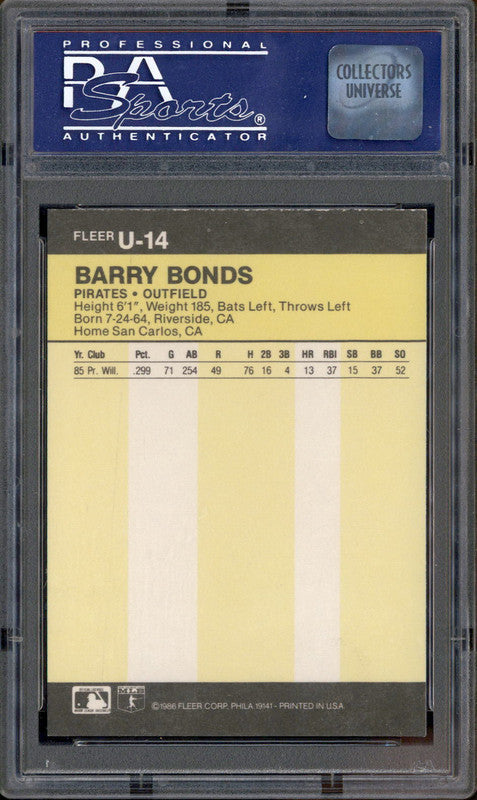 PROFESSIONAL
PSA
Sports®
AUTHENTICATOR
COLLECTORS
UNIVERSE
FLEER U-14
BARRY BONDS
PIRATES • OUTFIELD
Height 6'1", Weight 185, Bats Left, Throws Left
Born 7-24-64, Riverside, CA
Home San Carlos, CA
Yr. Club Pct. G AB R H 2B 3B HR RBI SB BB SO
85 Pr. Will. .299 71 254 49 76 16 4 13 37 15 37 52
©1986 FLEER CORP. PHILA. 19141 - PRINTED IN U.S.A.